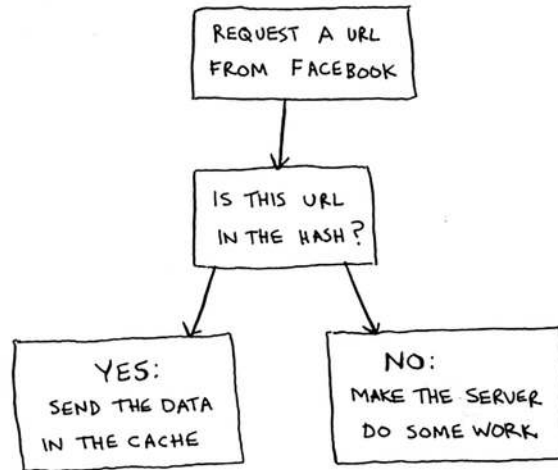 REQUEST A URL
FROM FACEBOOK
IS THIS URL
IN THE HASH?
YES:
SEND THE DATA
IN THE CACHE
NO:
MAKE THE SERVER
DO SOME WORK